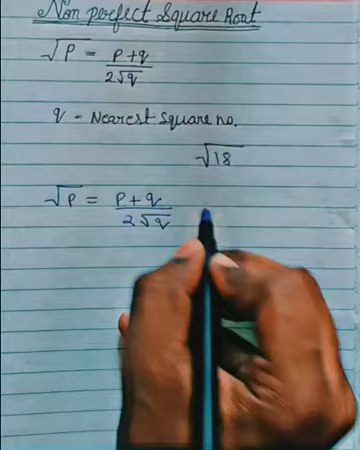 Non perfect Square Root
√P = P+q
2√q
q = Nearest Square no.
√18
√P = P+q
2√q